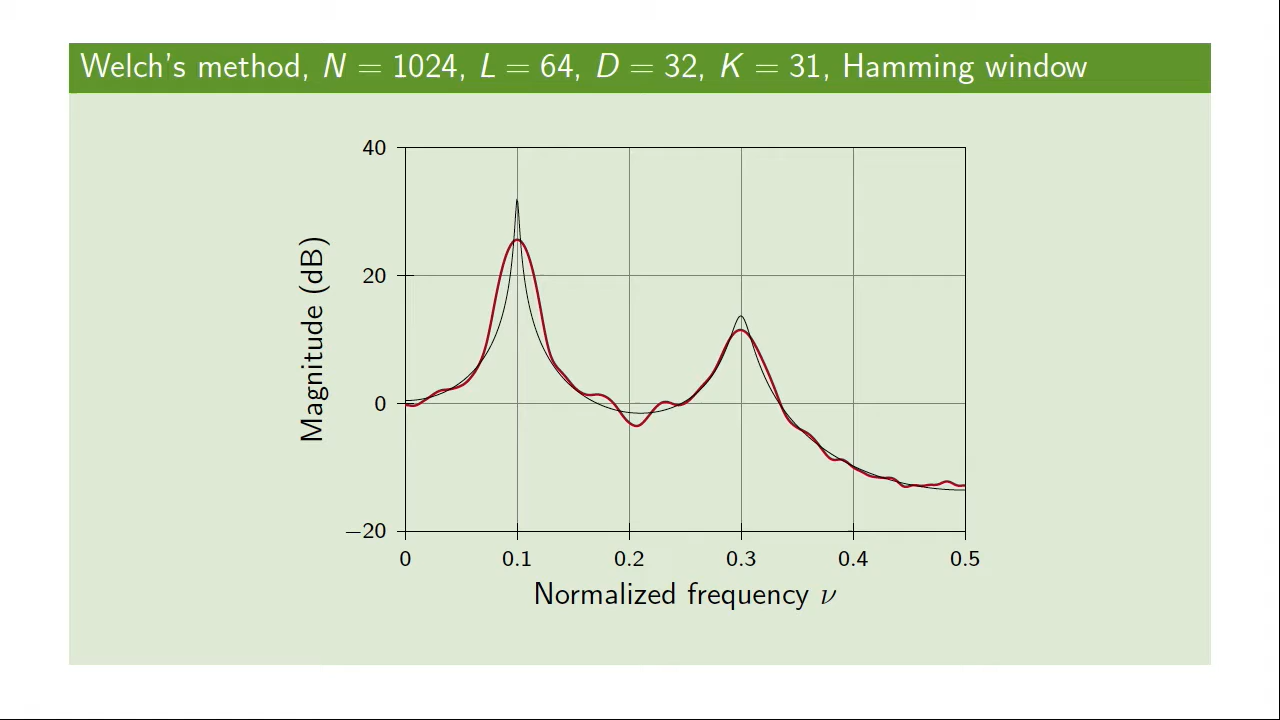 Welch's method, N = 1024, L = 64, D = 32, K = 31, Hamming window
40
20
0
−20
Magnitude (dB)
0 0.1 0.2 0.3 0.4 0.5
Normalized frequency ν